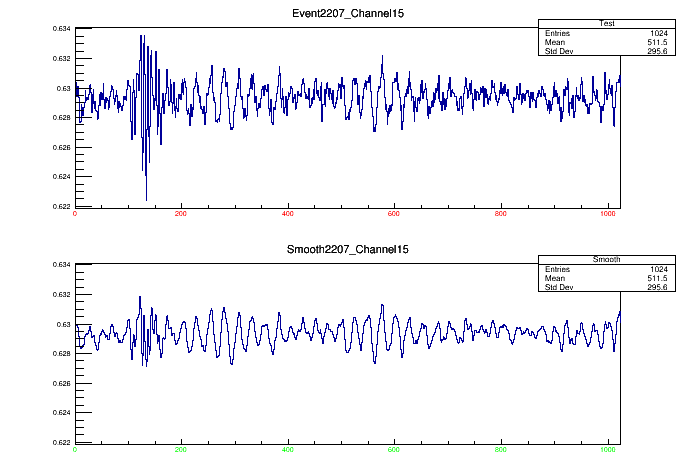 Event2207_Channel15
Test
Entries 1024
Mean 511.5
Std Dev 295.6
0.634
0.632
0.63
0.628
0.626
0.624
0.622
0 200 400 600 800 1000
Smooth2207_Channel15
Smooth
Entries 1024
Mean 511.5
Std Dev 295.6
0.634
0.632
0.63
0.628
0.626
0.624
0.622
0 200 400 600 800 1000